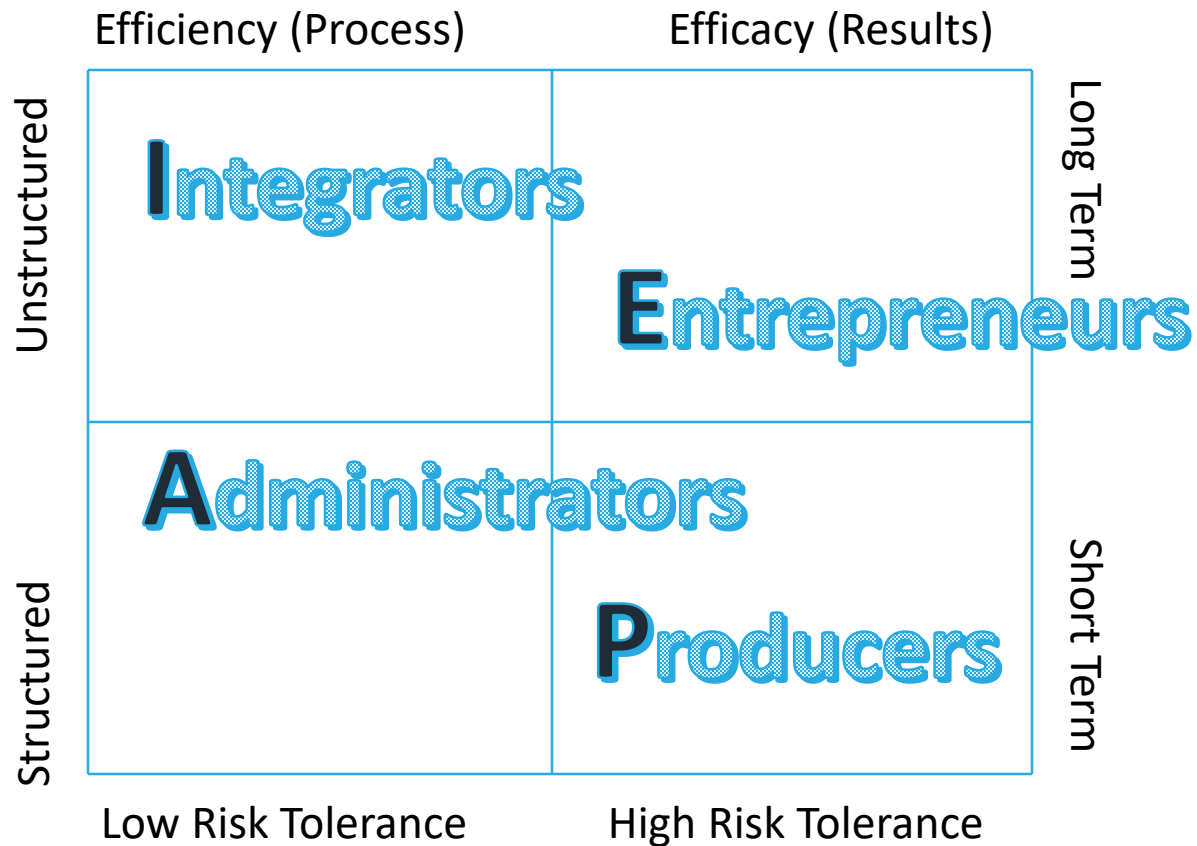 Efficiency (Process)
Efficacy (Results)
Unstructured
Long Term
Integrators
Entrepreneurs
Structured
Short Term
Administrators
Producers
Low Risk Tolerance
High Risk Tolerance